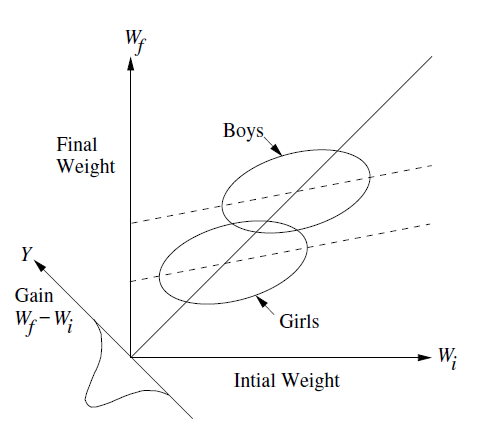 W_f
Final
Weight
Boys
Y
Gain
W_f − W_i
Girls
W_i
Intial Weight